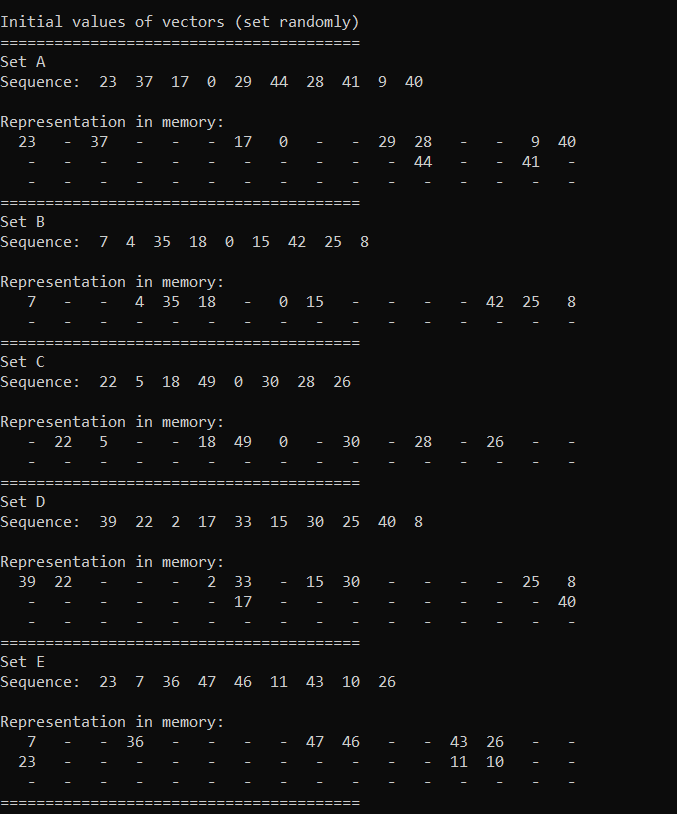 Initial values of vectors (set randomly)
========================================
Set A
Sequence:  23  37  17  0  29  44  28  41  9  40
Representation in memory:
  23   -  37   -   -   -  17   0   -   -  29  28   -   -   9  40
   -   -   -   -   -   -   -   -   -   -   -  44   -   -  41   -
   -   -   -   -   -   -   -   -   -   -   -   -   -   -   -   -
========================================
Set B
Sequence:  7  4  35  18  0  15  42  25  8
Representation in memory:
   7   -   -   4  35  18   -   0  15   -   -   -   -  42  25   8
   -   -   -   -   -   -   -   -   -   -   -   -   -   -   -   -
========================================
Set C
Sequence:  22  5  18  49  0  30  28  26
Representation in memory:
   -  22   5   -   -  18  49   0   -  30   -  28   -  26   -   -
   -   -   -   -   -   -   -   -   -   -   -   -   -   -   -   -
========================================
Set D
Sequence:  39  22  2  17  33  15  30  25  40  8
Representation in memory:
  39  22   -   -   -   2  33   -  15  30   -   -   -   -  25   8
   -   -   -   -   -   -  17   -   -   -   -   -   -   -   -  40
   -   -   -   -   -   -   -   -   -   -   -   -   -   -   -   -
========================================
Set E
Sequence:  23  7  36  47  46  11  43  10  26
Representation in memory:
   7   -   -  36   -   -   -   -  47  46   -   -  43  26   -   -
  23   -   -   -   -   -   -   -   -   -   -   -  11  10   -   -
   -   -   -   -   -   -   -   -   -   -   -   -   -   -   -   -
========================================